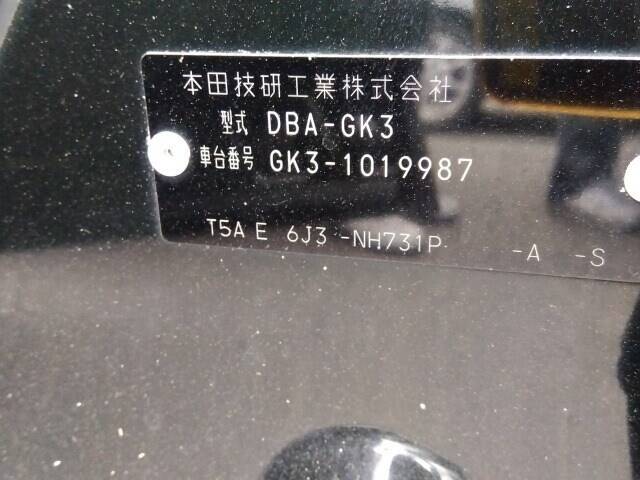 本田技研工業株式会社
型式 DBA-GK3
車台番号 GK3-1019987
T5A E 6J3 -NH731P -A -S